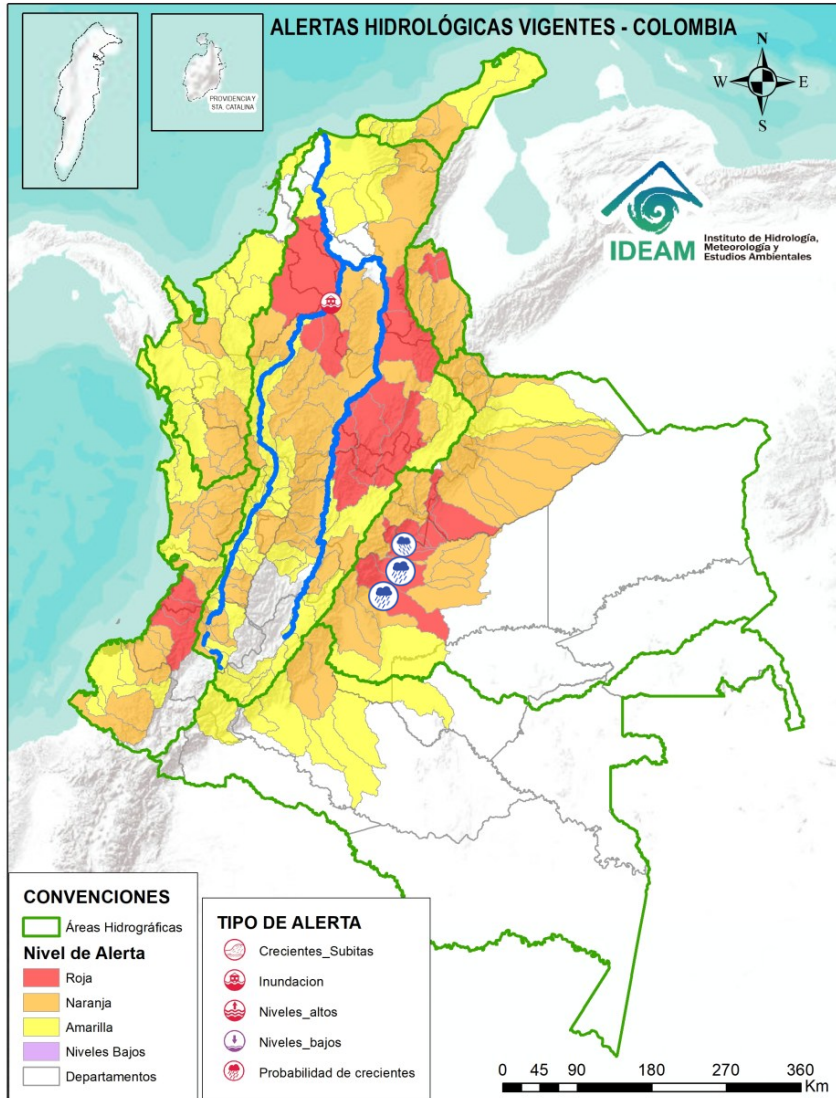 ALERTAS HIDROLÓGICAS VIGENTES - COLOMBIA
PROVIDENCIA Y
STA. CATALINA
N
W
E
S
IDEAM
Instituto de Hidrología,
Meteorología y
Estudios Ambientales
CONVENCIONES
Áreas Hidrográficas
Nivel de Alerta
Roja
Naranja
Amarilla
Niveles Bajos
Departamentos
TIPO DE ALERTA
Crecientes_Subitas
Inundacion
Niveles_altos
Niveles_bajos
Probabilidad de crecientes
0 45 90 180 270 360
Km